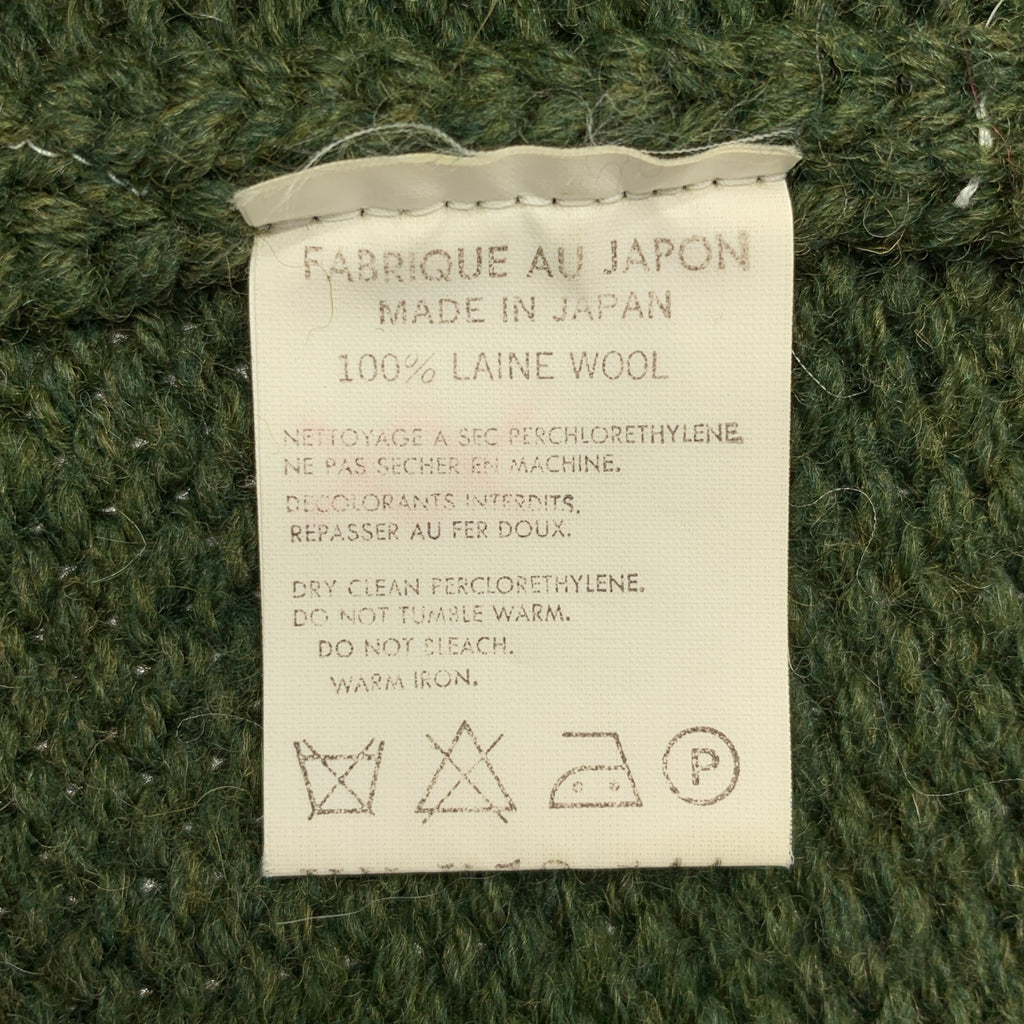 FABRIQUE AU JAPON
MADE IN JAPAN
100% LAINE WOOL
NETTOYAGE A SEC PERCHLORETHYLENE.
NE PAS SECHER EN MACHINE.
DECOLORANTS INTERDITS.
REPASSER AU FER DOUX.
DRY CLEAN PERCLORETHYLENE.
DO NOT TUMBLE WARM.
DO NOT BLEACH.
WARM IRON.
P